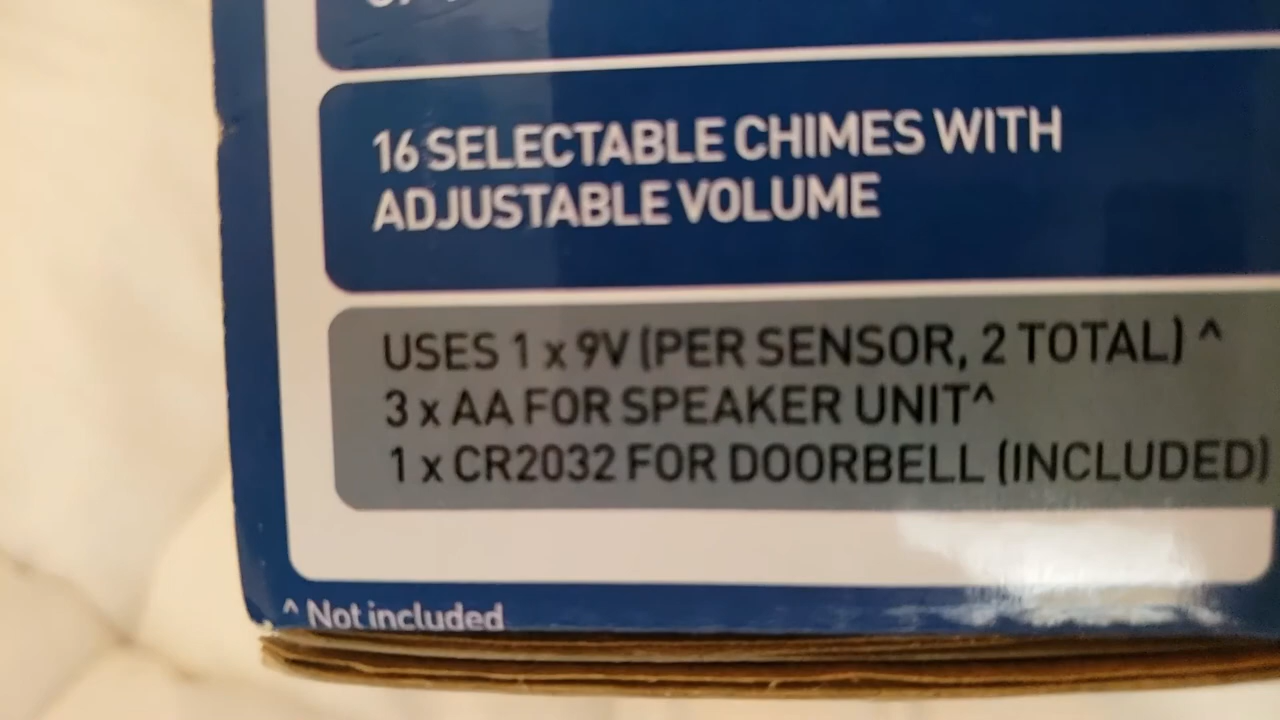 16 SELECTABLE CHIMES WITH
ADJUSTABLE VOLUME
USES 1 x 9V (PER SENSOR, 2 TOTAL) ^
3 x AA FOR SPEAKER UNIT^
1 x CR2032 FOR DOORBELL (INCLUDED)
^ Not included